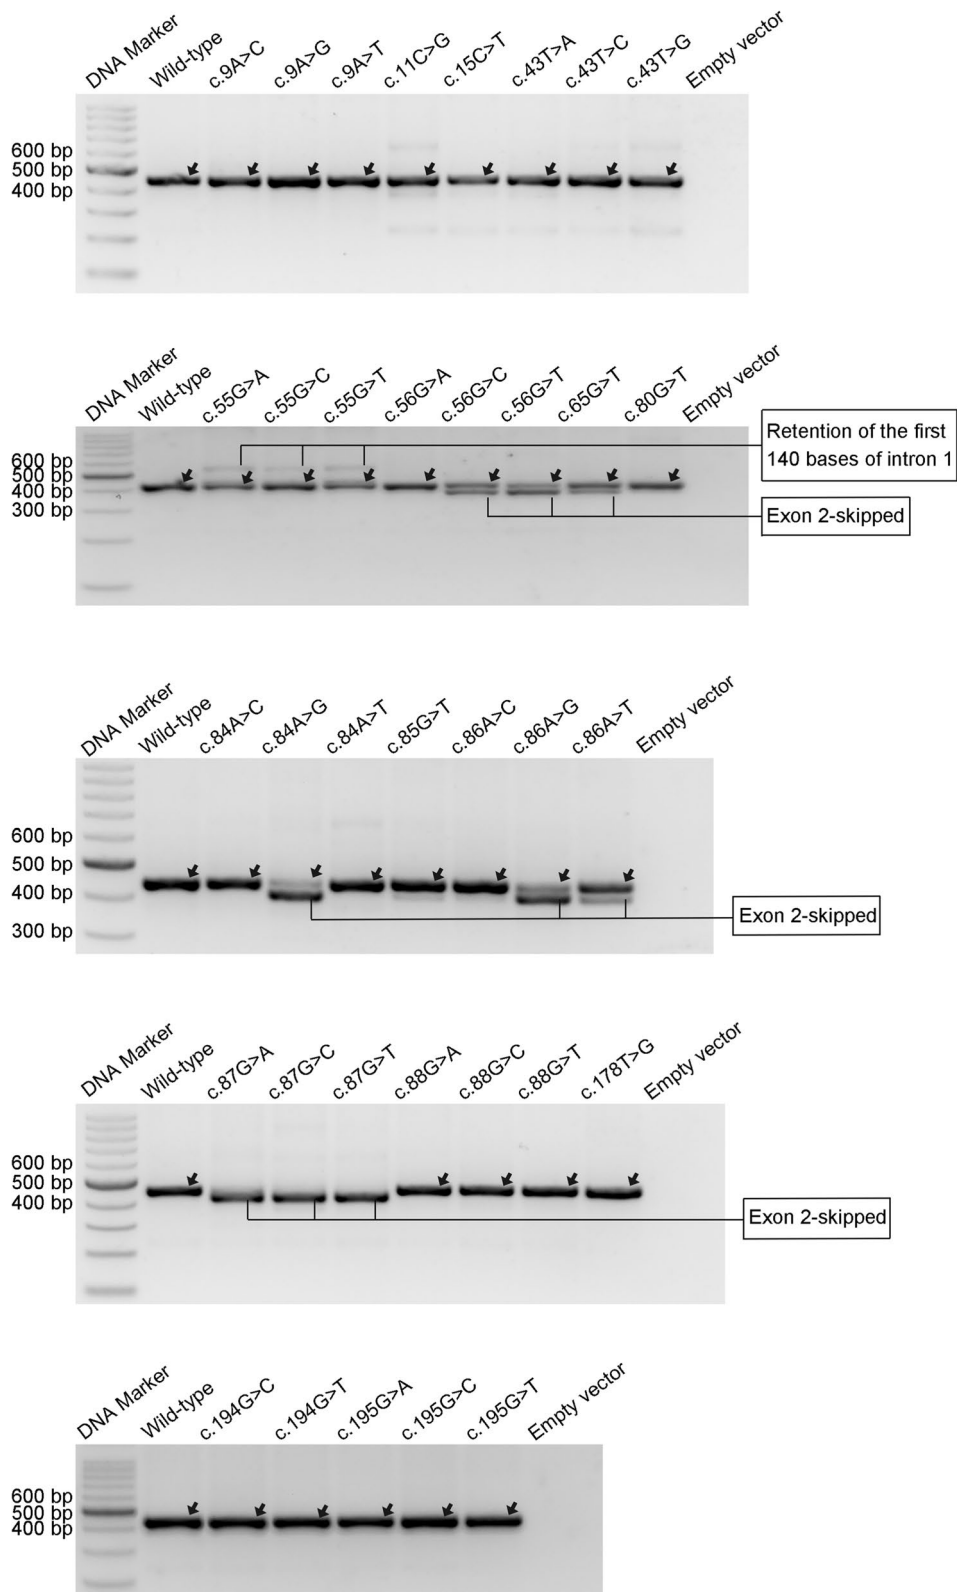 DNA Marker
Wild-type
c.9A>C
c.9A>G
c.9A>T
c.11C>G
c.15C>T
c.43T>A
c.43T>C
c.43T>G
Empty vector
600 bp
500 bp
400 bp
DNA Marker
Wild-type
c.55G>A
c.55G>C
c.55G>T
c.56G>A
c.56G>C
c.56G>T
c.65G>T
c.80G>T
Empty vector
600 bp
500 bp
400 bp
300 bp
Retention of the first
140 bases of intron 1
Exon 2-skipped
DNA Marker
Wild-type
c.84A>C
c.84A>G
c.84A>T
c.85G>T
c.86A>C
c.86A>G
c.86A>T
Empty vector
600 bp
500 bp
400 bp
300 bp
Exon 2-skipped
DNA Marker
Wild-type
c.87G>A
c.87G>C
c.87G>T
c.88G>A
c.88G>C
c.88G>T
c.178T>G
Empty vector
600 bp
500 bp
400 bp
Exon 2-skipped
DNA Marker
Wild-type
c.194G>C
c.194G>T
c.195G>A
c.195G>C
c.195G>T
Empty vector
600 bp
500 bp
400 bp